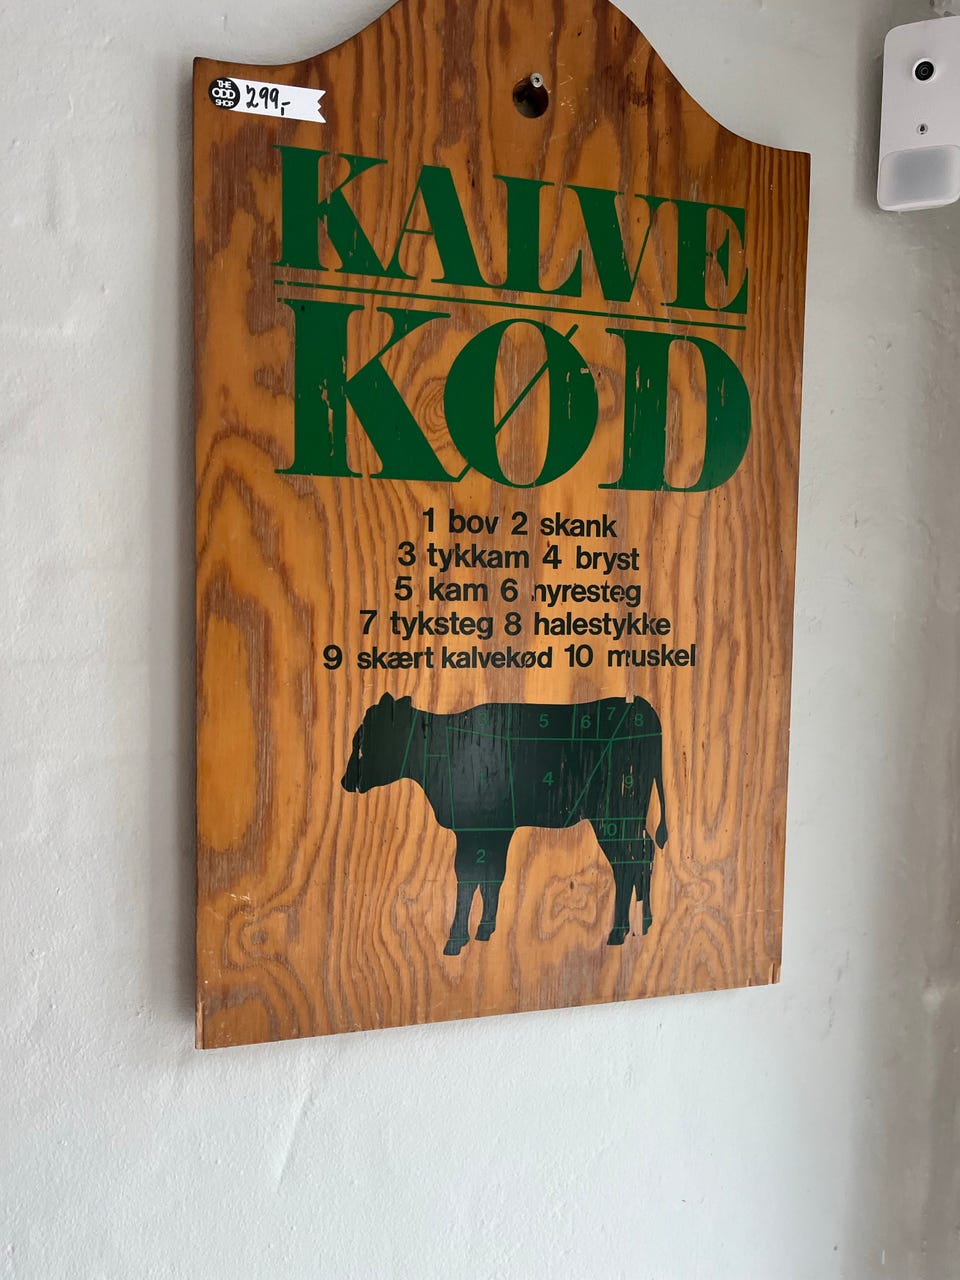 THE
ODD
SHOP
299,-
KALVE
KØD
1 bov 2 skank
3 tykkam 4 bryst
5 kam 6 nyresteg
7 tyksteg 8 halestykke
9 skært kalvekød 10 muskel
3 5 6 7 8
1 4 9
10
2